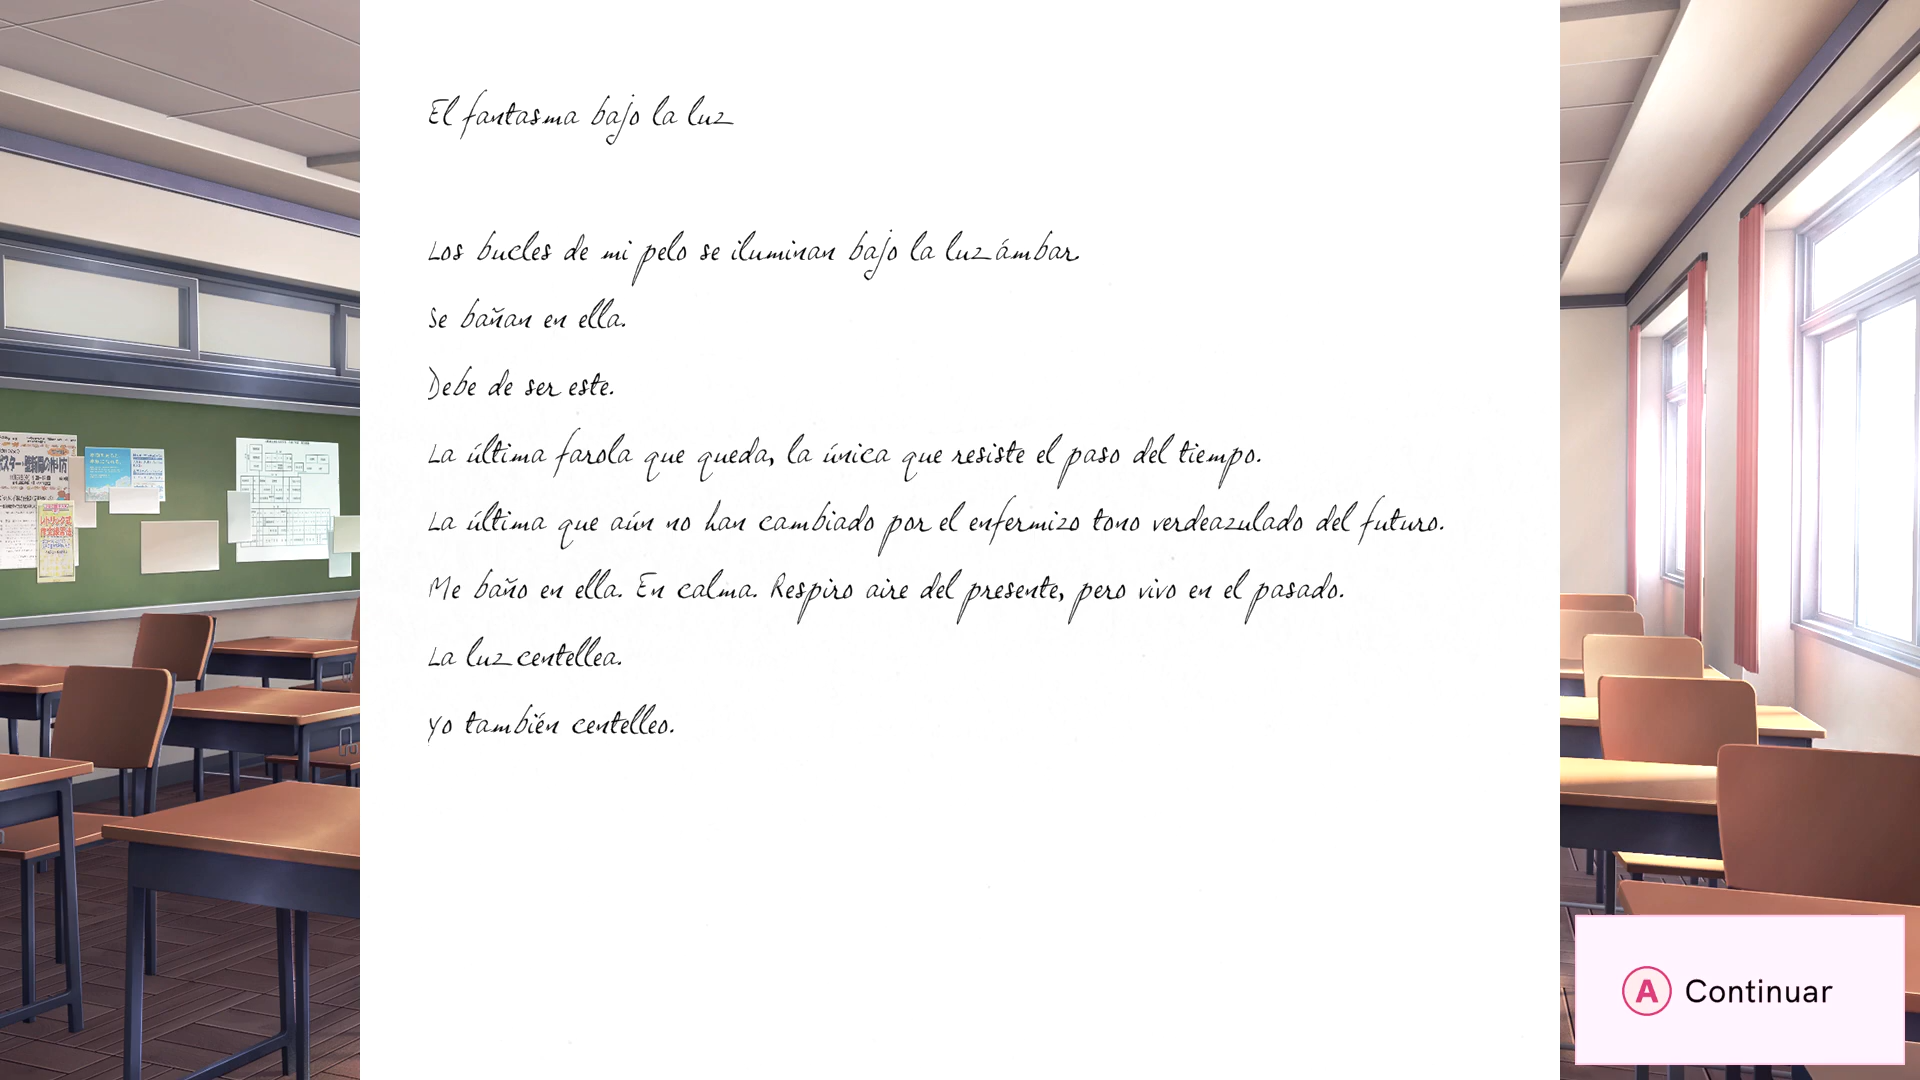 El fantasma bajo la luz
Los bucles de mi pelo se iluminan bajo la luz ámbar.
Se bañan en ella.
Debe de ser este.
La última farola que queda, la única que resiste el paso del tiempo.
La última que aún no han cambiado por el enfermizo tono verdeazulado del futuro.
Me baño en ella. En calma. Respiro aire del presente, pero vivo en el pasado.
La luz centellea.
Yo también centelleo.
A Continuar